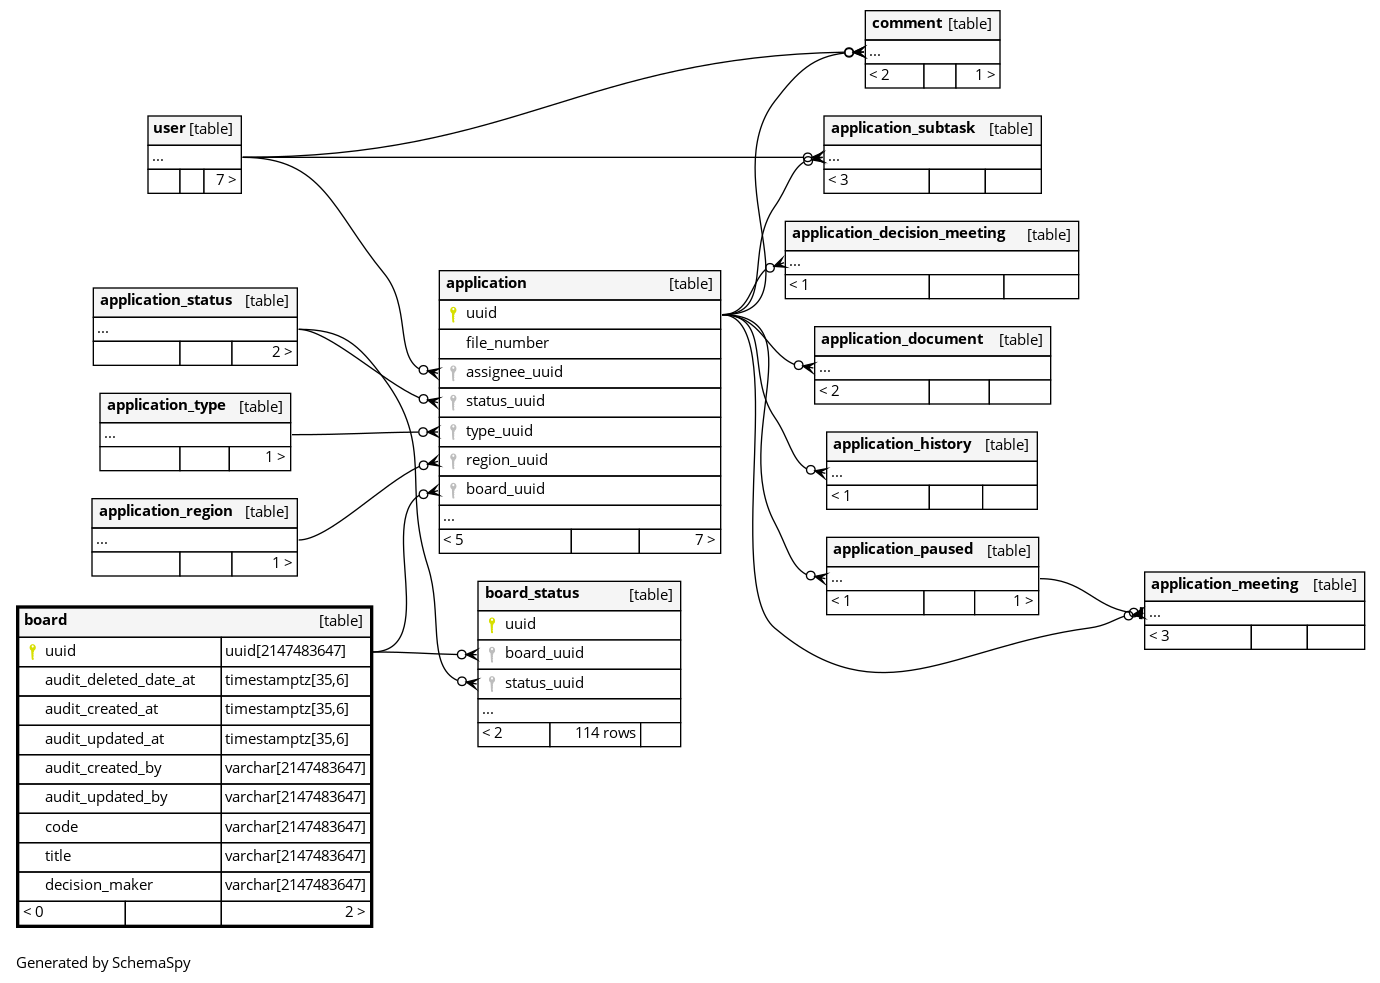 comment [table]
...
< 2 1 >
user [table]
...
7 >
application_subtask [table]
...
< 3
application_decision_meeting [table]
...
< 1
application_status [table]
...
2 >
application [table]
uuid
file_number
assignee_uuid
status_uuid
type_uuid
region_uuid
board_uuid
...
< 5 7 >
application_document [table]
...
< 2
application_type [table]
...
1 >
application_history [table]
...
< 1
application_region [table]
...
1 >
application_paused [table]
...
< 1 1 >
application_meeting [table]
...
< 3
board_status [table]
uuid
board_uuid
status_uuid
...
< 2 114 rows
board [table]
uuid uuid[2147483647]
audit_deleted_date_at timestamptz[35,6]
audit_created_at timestamptz[35,6]
audit_updated_at timestamptz[35,6]
audit_created_by varchar[2147483647]
audit_updated_by varchar[2147483647]
code varchar[2147483647]
title varchar[2147483647]
decision_maker varchar[2147483647]
< 0 2 >
Generated by SchemaSpy